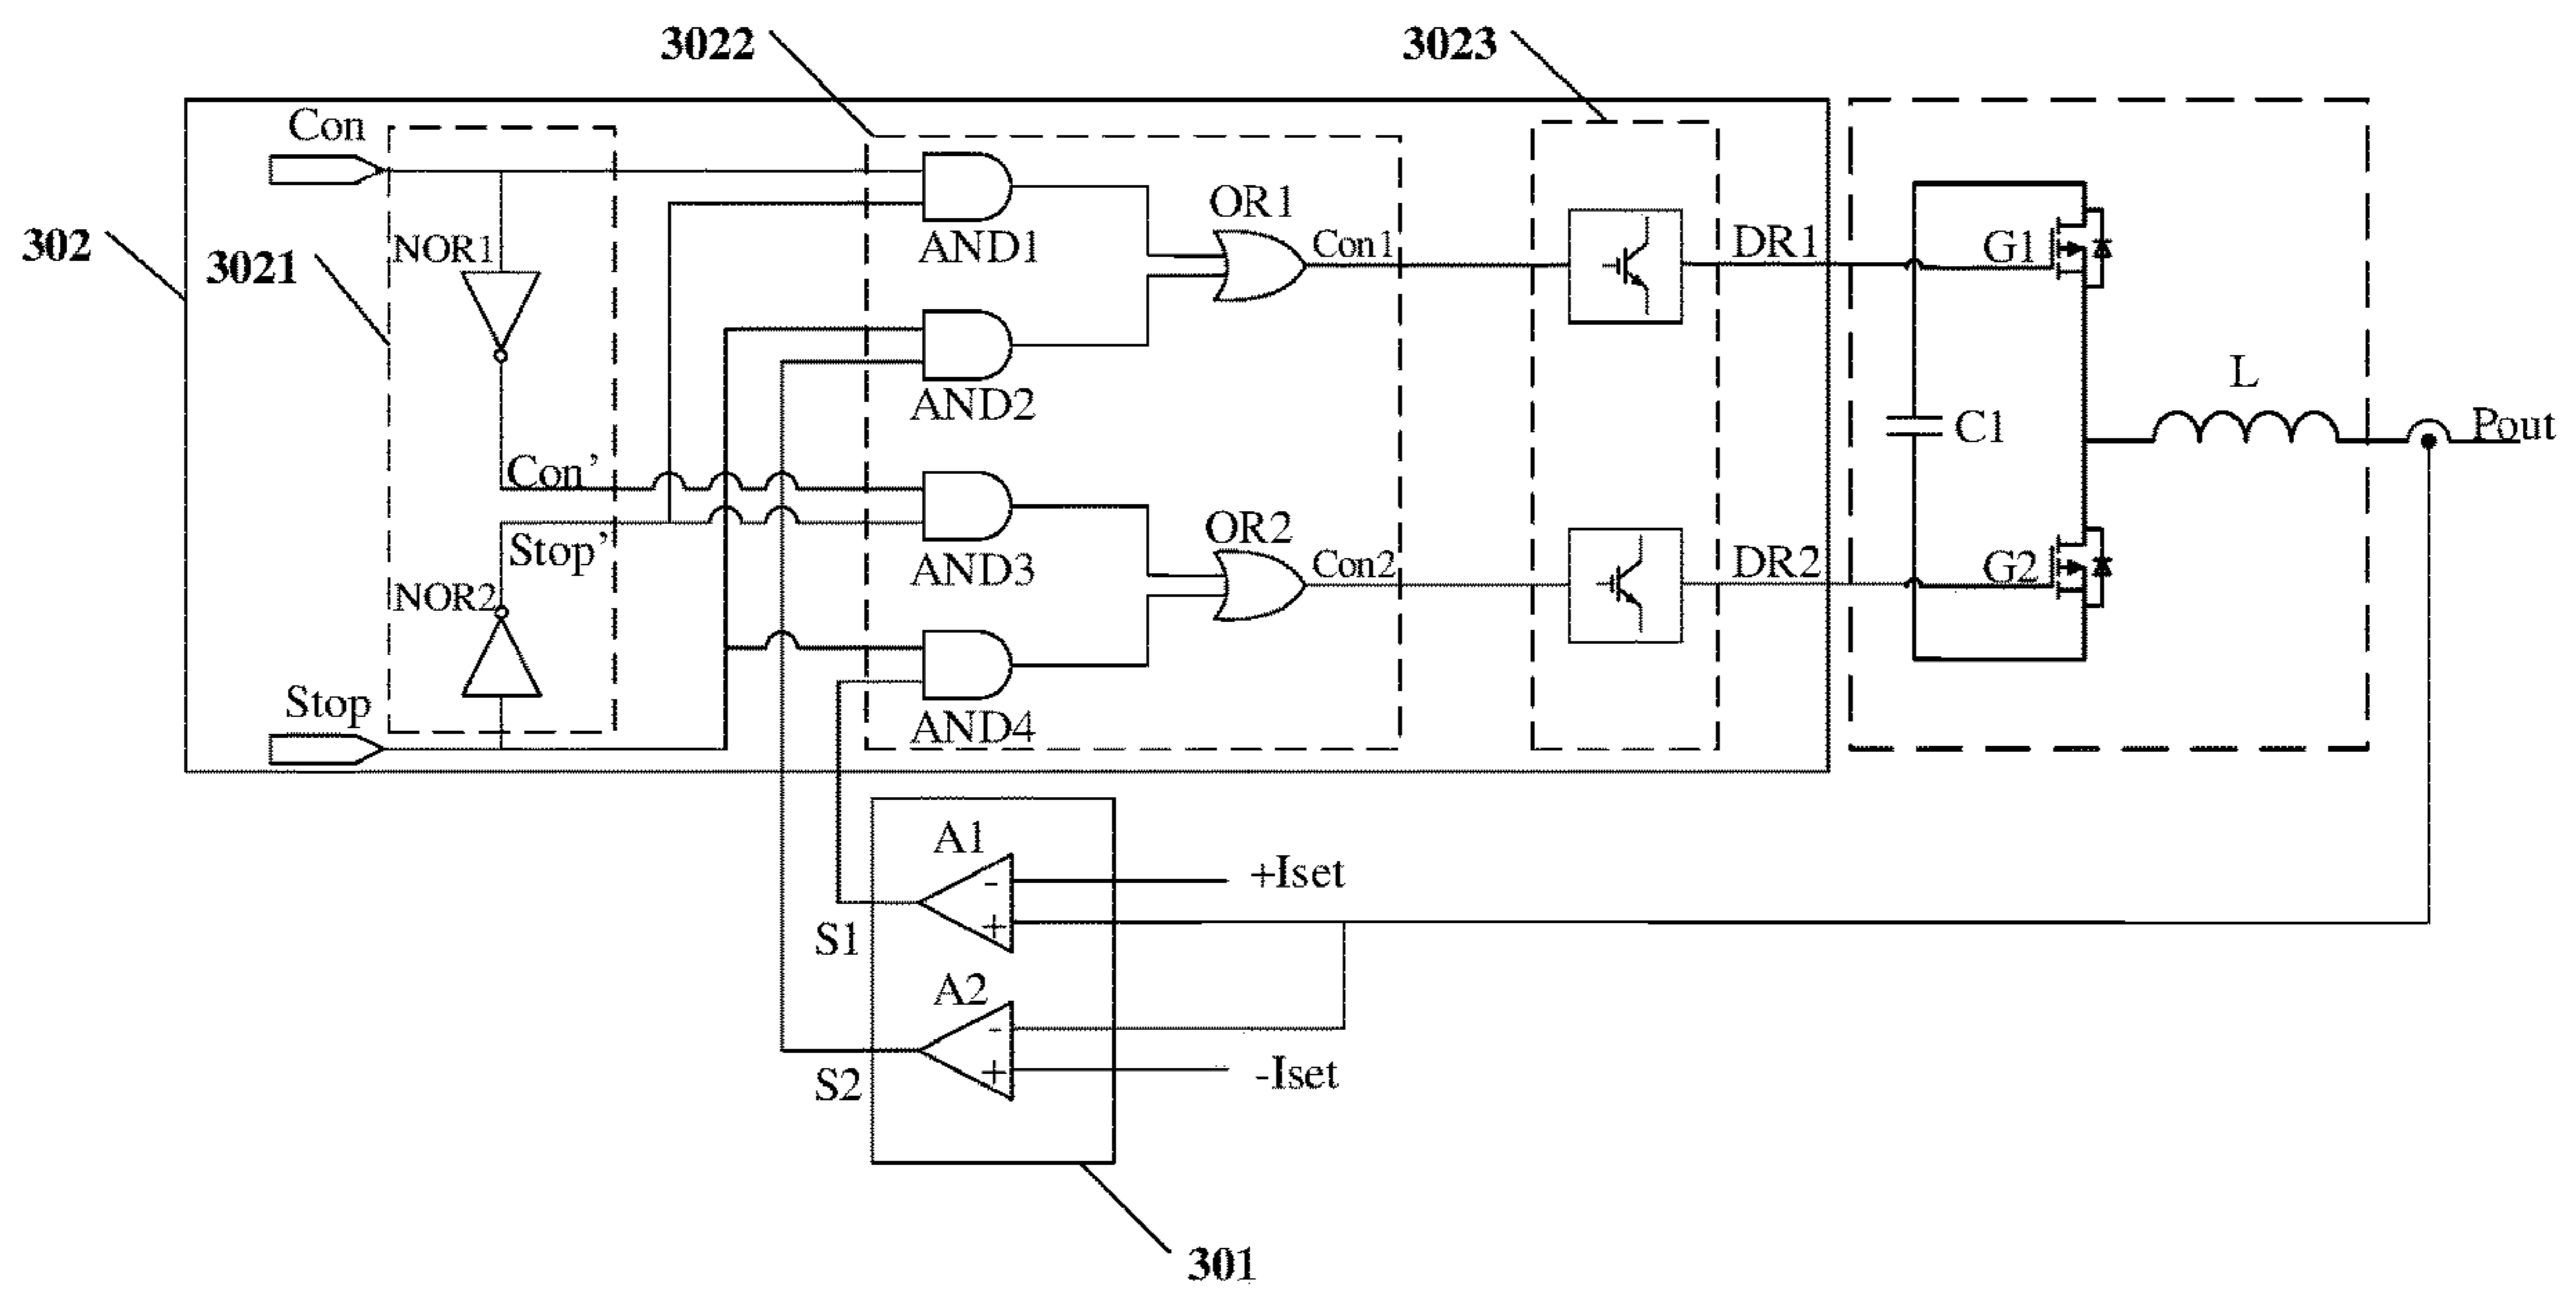 3022
3023
Con
302
3021
NOR1
AND1
OR1
Con1
DR1
G1
AND2
L
C1
Pout
Con’
Stop’
AND3
OR2
Con2
DR2
G2
NOR2
Stop
AND4
A1
-
+Iset
+
S1
A2
-
+
-Iset
S2
301